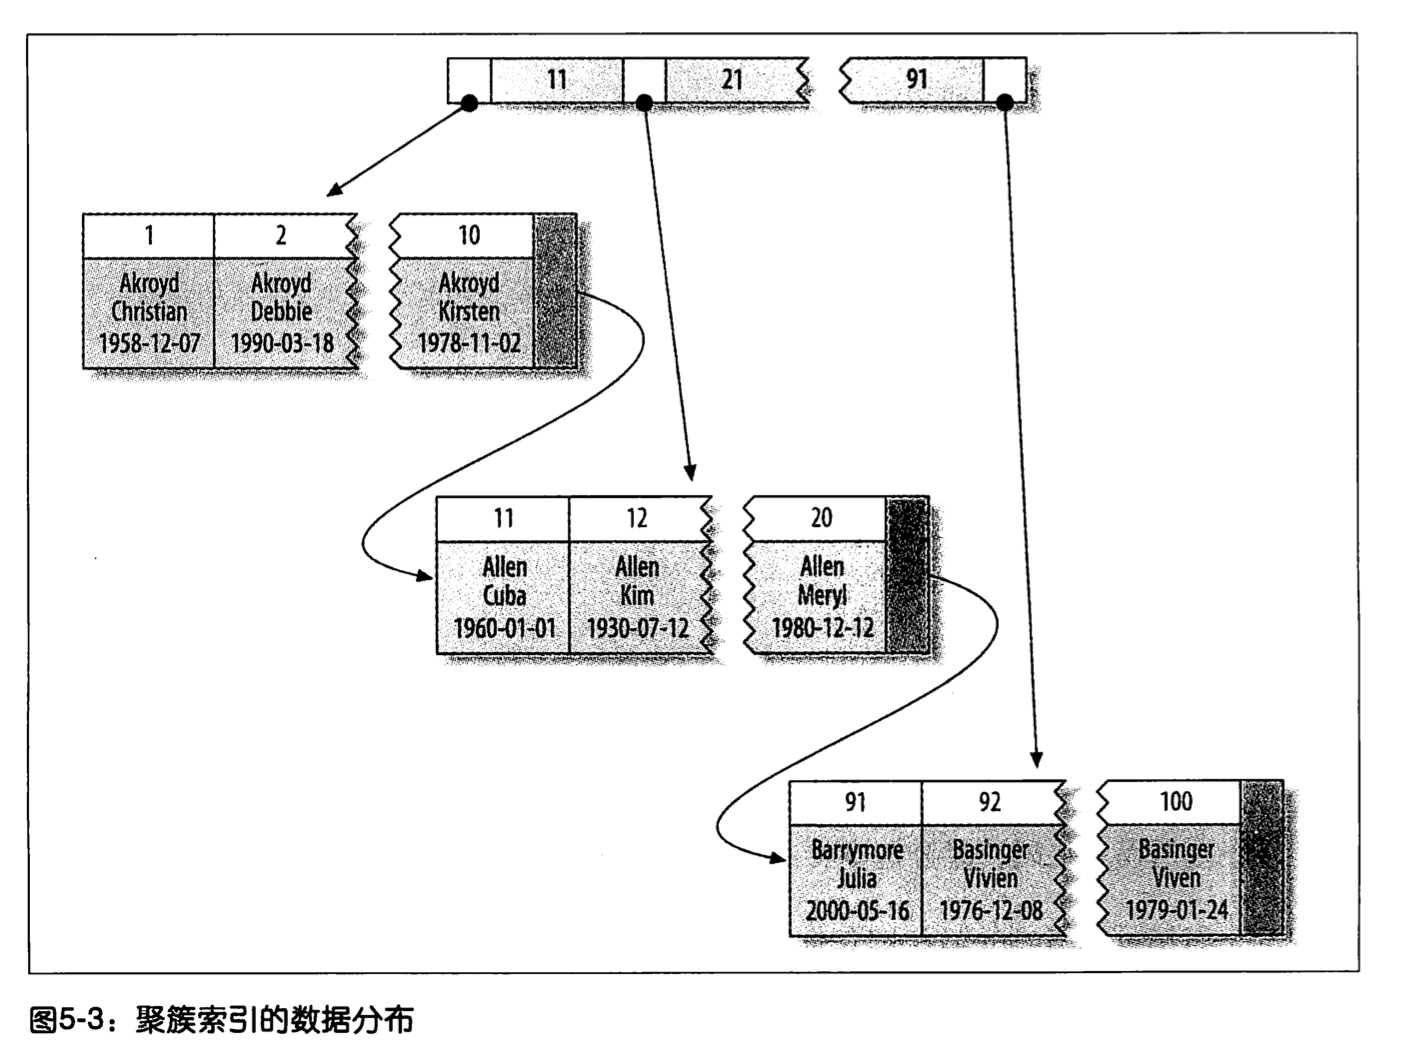 11 21 91
1 2 10
Akroyd Akroyd Akroyd
Christian Debbie Kirsten
1958-12-07 1990-03-18 1978-11-02
11 12 20
Allen Allen Allen
Cuba Kim Meryl
1960-01-01 1930-07-12 1980-12-12
91 92 100
Barrymore Basinger Basinger
Julia Vivien Viven
2000-05-16 1976-12-08 1979-01-24
图5-3：聚簇索引的数据分布